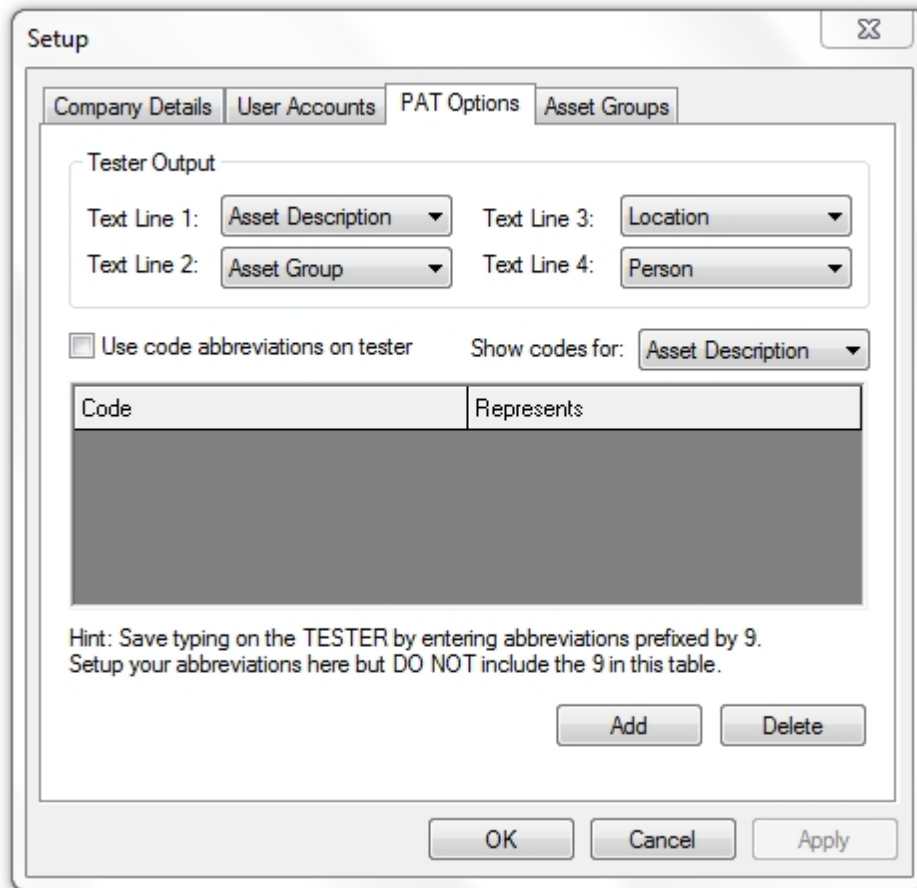 Setup
Company Details User Accounts PAT Options Asset Groups
Tester Output
Text Line 1: Asset Description Text Line 3: Location
Text Line 2: Asset Group Text Line 4: Person
Use code abbreviations on tester Show codes for: Asset Description
Code Represents
Hint: Save typing on the TESTER by entering abbreviations prefixed by 9.
Setup your abbreviations here but DO NOT include the 9 in this table.
Add Delete
OK Cancel Apply